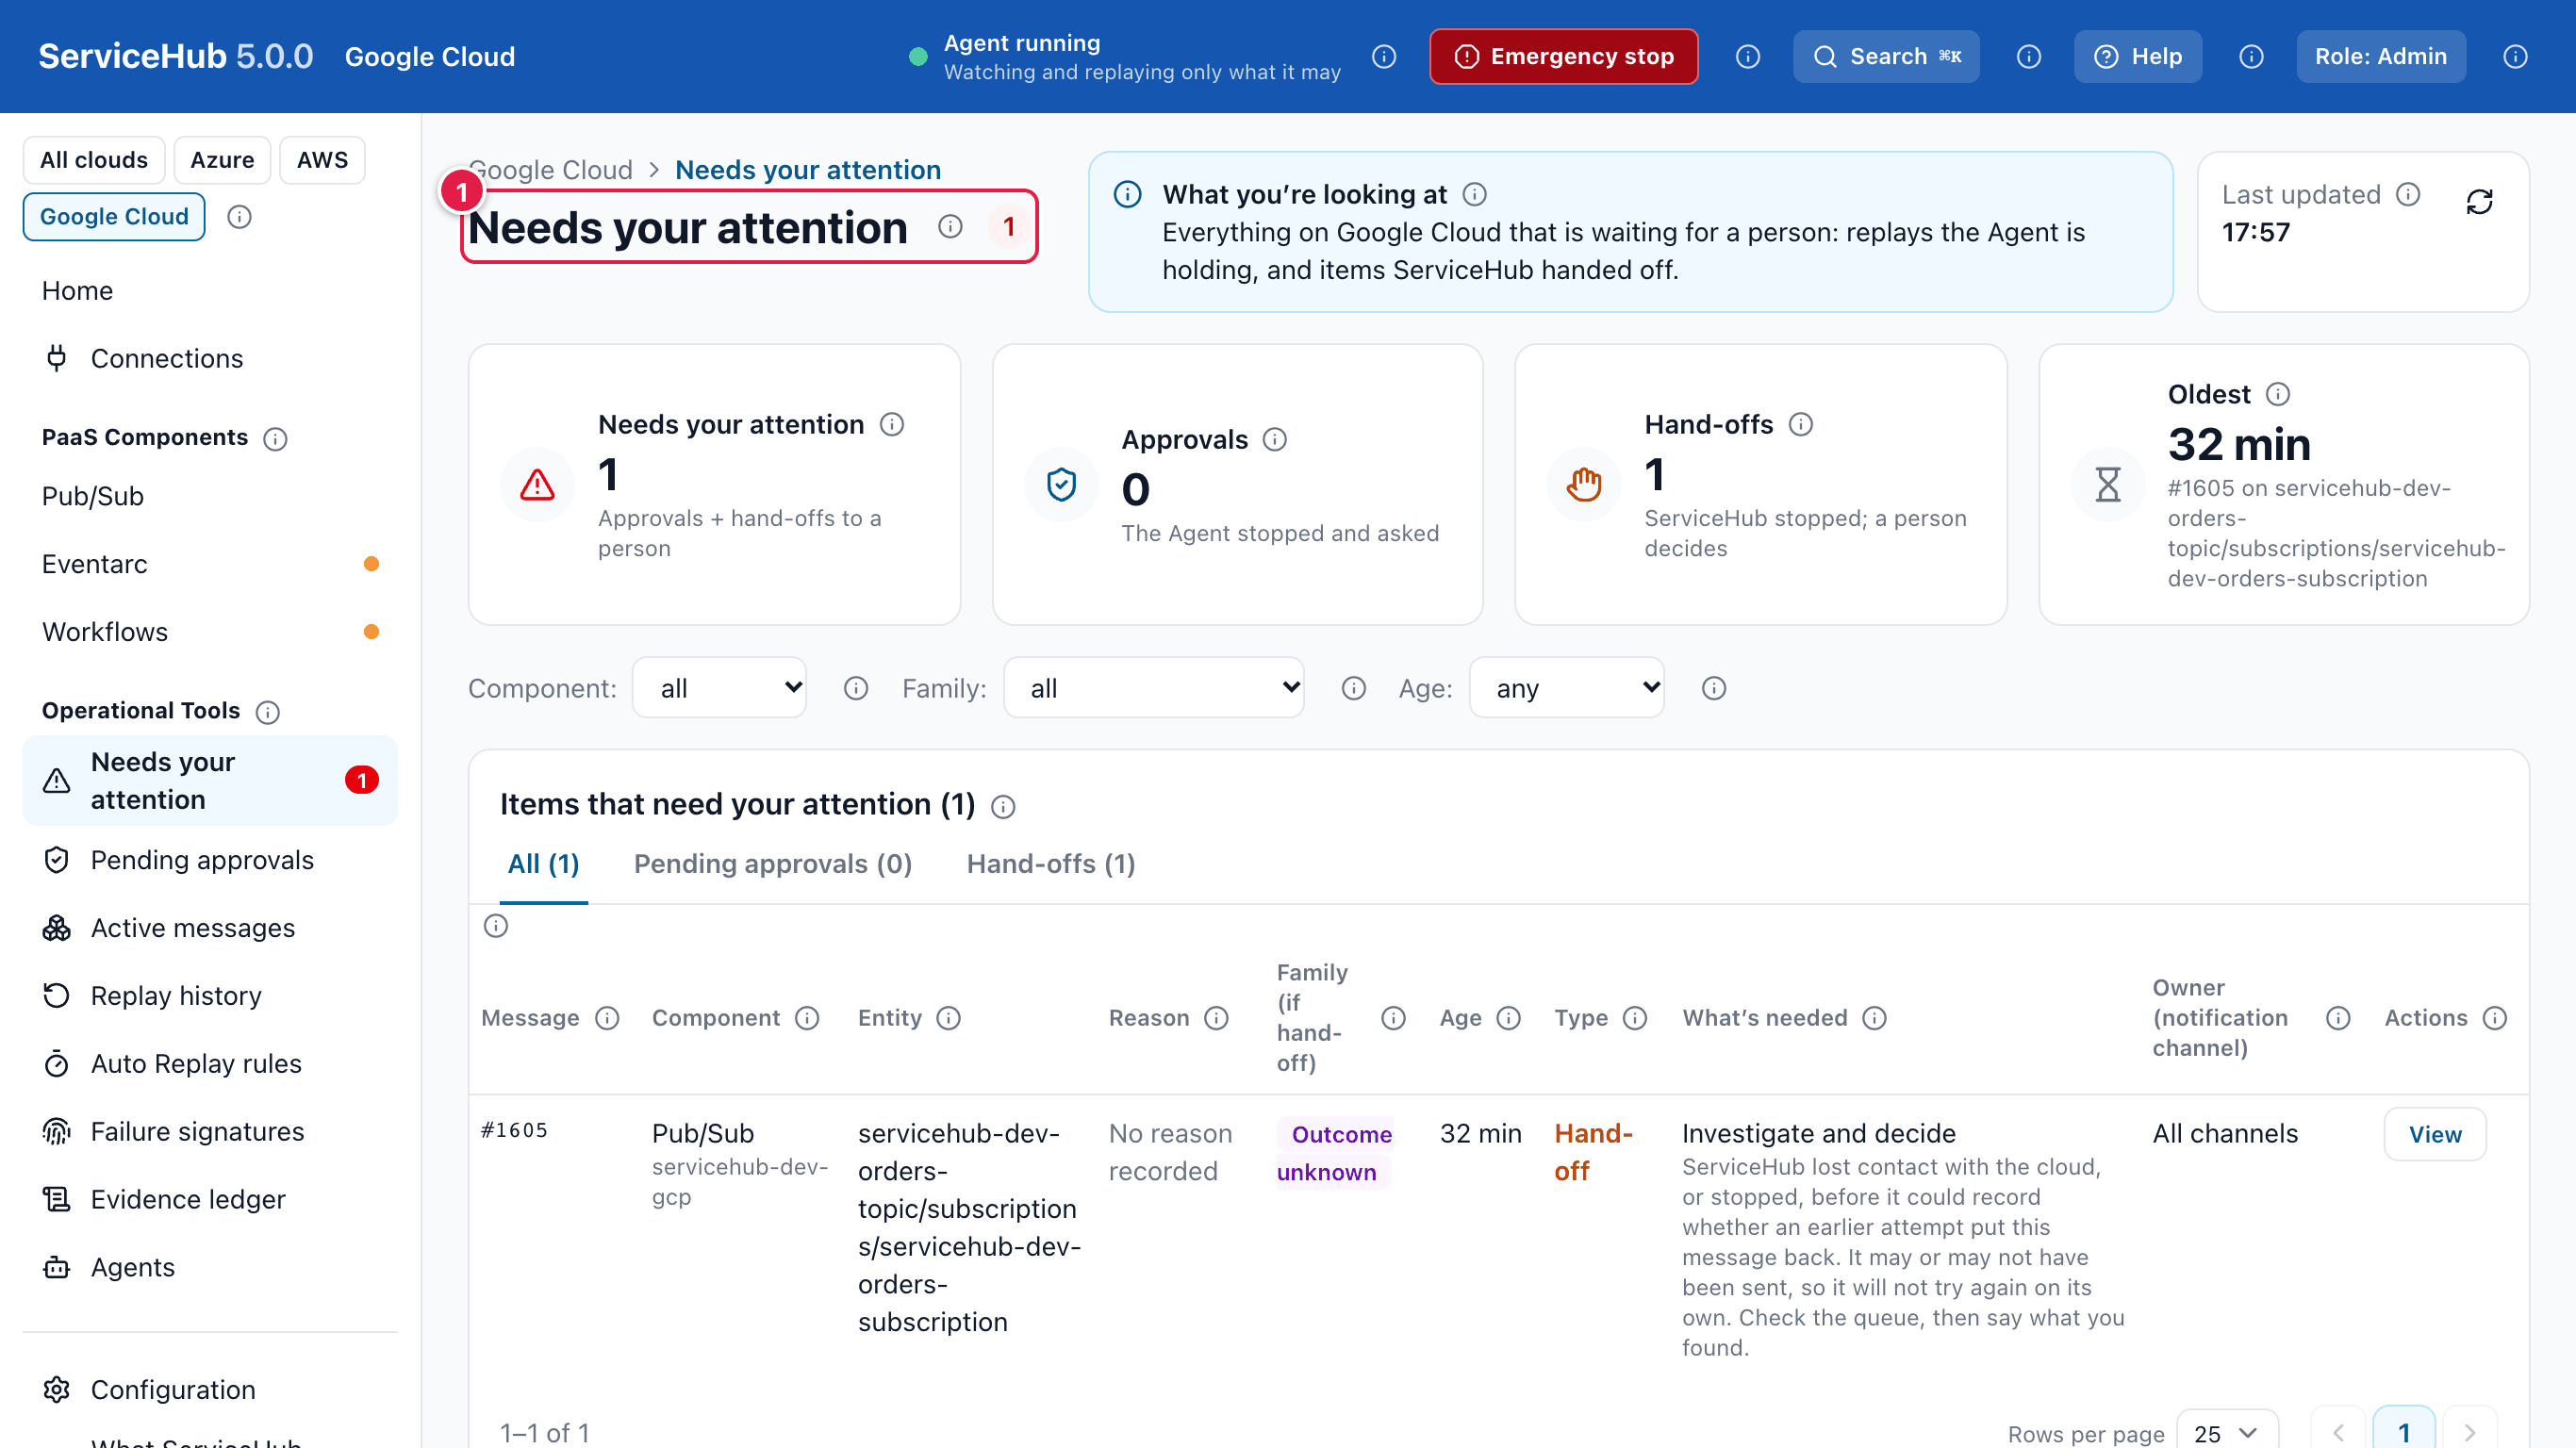 ServiceHub 5.0.0 Google Cloud
Agent running
Watching and replaying only what it may
Emergency stop
Search ⌘K
Help
Role: Admin
All clouds
Azure
AWS
Google Cloud
Home
Connections
PaaS Components
Pub/Sub
Eventarc
Workflows
Operational Tools
Needs your
attention
1
Pending approvals
Active messages
Replay history
Auto Replay rules
Failure signatures
Evidence ledger
Agents
Configuration
What ServiceHub
Google Cloud > Needs your attention
1
Needs your attention
1
What you’re looking at
Everything on Google Cloud that is waiting for a person: replays the Agent is
holding, and items ServiceHub handed off.
Last updated
17:57
Needs your attention
1
Approvals + hand-offs to a
person
Approvals
0
The Agent stopped and asked
Hand-offs
1
ServiceHub stopped; a person
decides
Oldest
32 min
#1605 on servicehub-dev-
orders-
topic/subscriptions/servicehub-
dev-orders-subscription
Component: all
Family: all
Age: any
Items that need your attention (1)
All (1)
Pending approvals (0)
Hand-offs (1)
Message
Component
Entity
Reason
Family
(if
hand-
off)
Age
Type
What’s needed
Owner
(notification
channel)
Actions
#1605
Pub/Sub
servicehub-dev-
gcp
servicehub-dev-
orders-
topic/subscription
s/servicehub-dev-
orders-
subscription
No reason
recorded
Outcome
unknown
32 min
Hand-
off
Investigate and decide
ServiceHub lost contact with the cloud,
or stopped, before it could record
whether an earlier attempt put this
message back. It may or may not have
been sent, so it will not try again on its
own. Check the queue, then say what you
found.
All channels
View
1–1 of 1
Rows per page 25
1